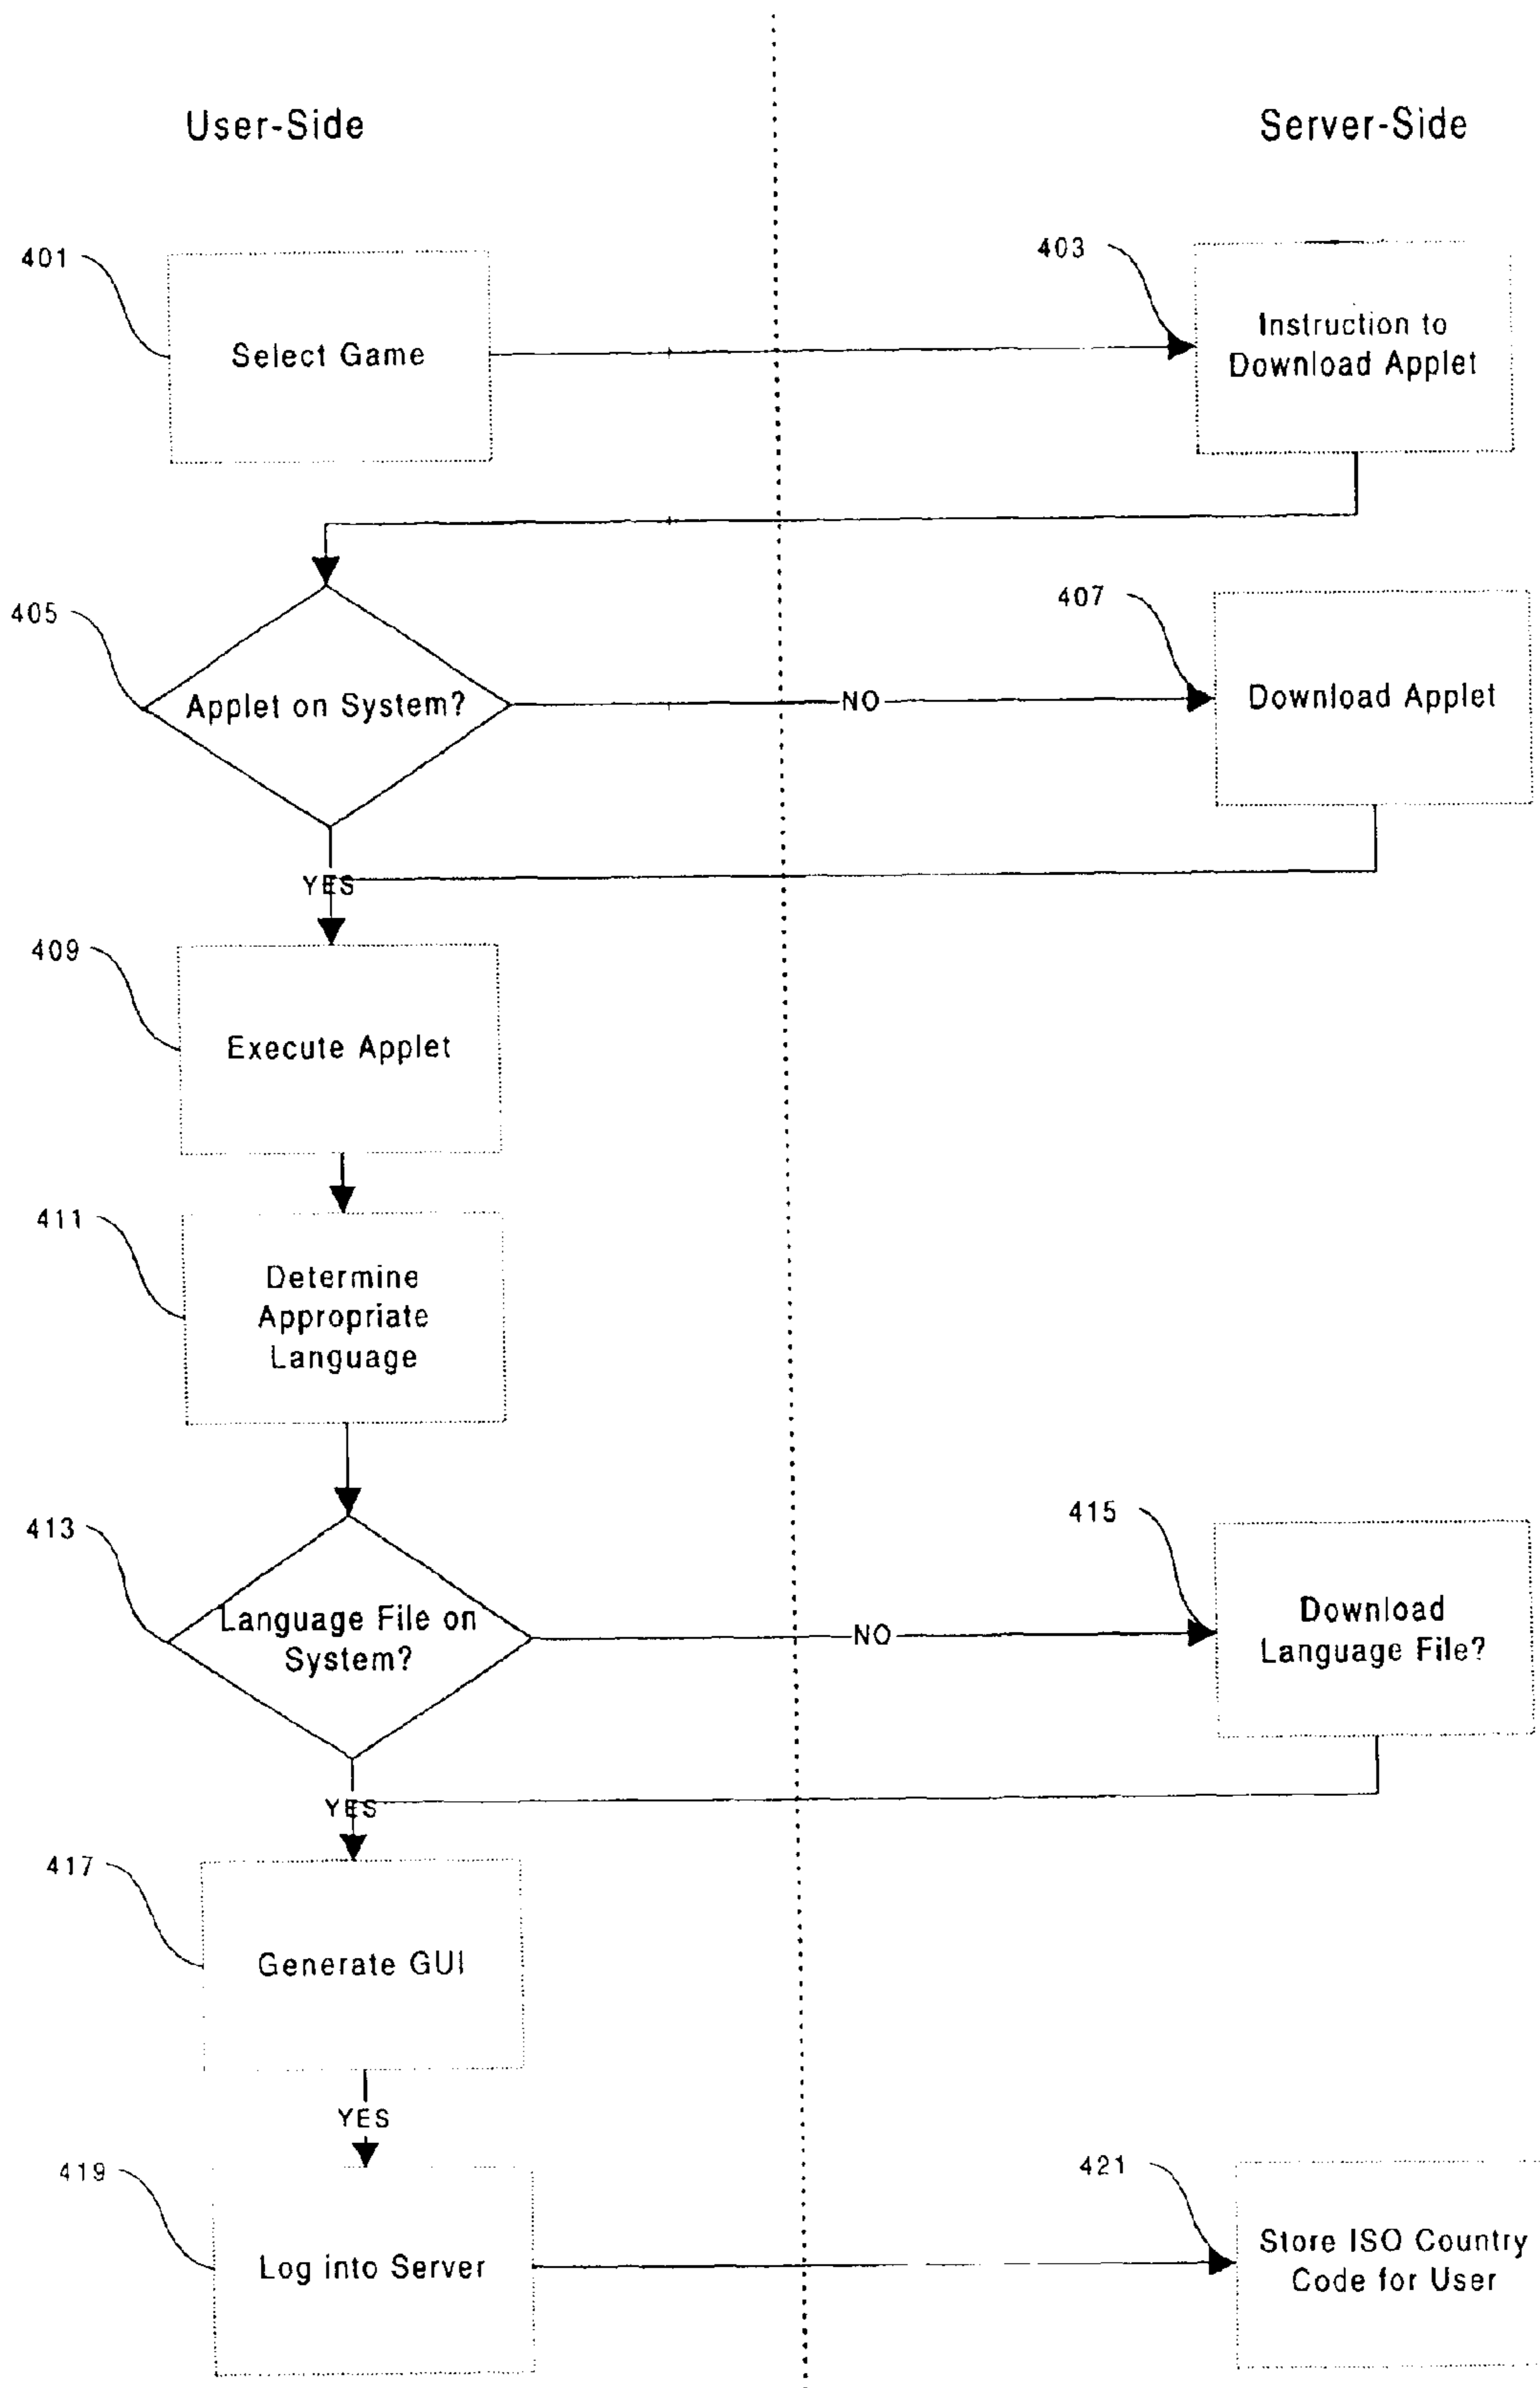 User-Side
Server-Side
401
Select Game
403
Instruction to
Download Applet
405
Applet on System?
NO
407
Download Applet
YES
409
Execute Applet
411
Determine
Appropriate
Language
413
Language File on
System?
NO
415
Download
Language File?
YES
417
Generate GUI
YES
419
Log into Server
421
Store ISO Country
Code for User